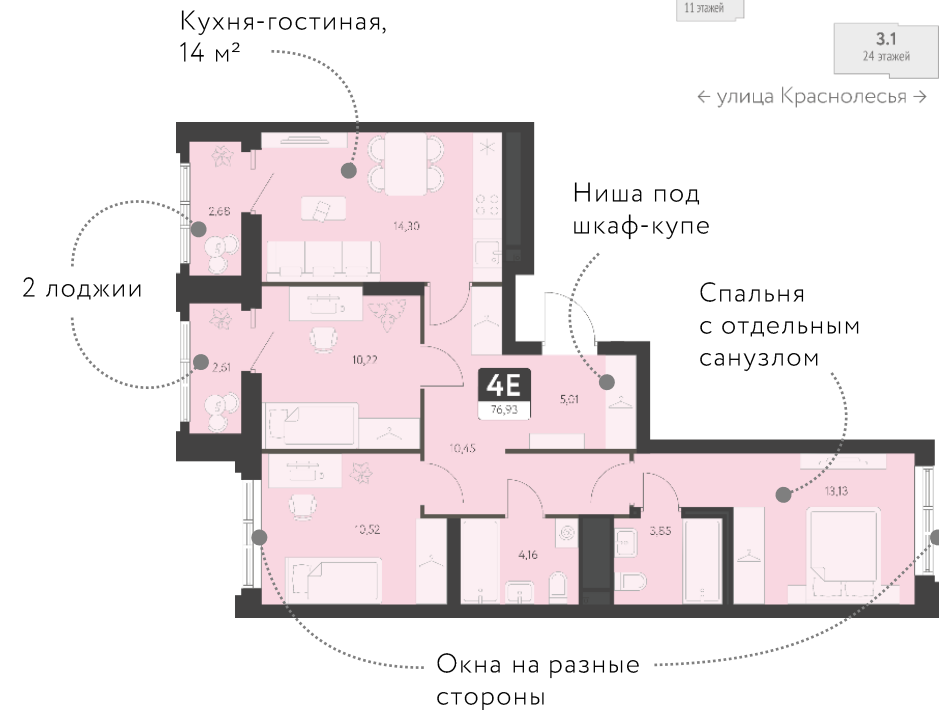 Кухня-гостиная,
14 м²
11 этажей
3.1
24 этажей
← улица Краснолесья →
Ниша под
шкаф-купе
2.68
14,30
2 лоджии
Спальня
с отдельным
санузлом
2,61
10,22
4Е
76,93
5,01
10,45
13,13
10,52
4,16
3,85
Окна на разные
стороны